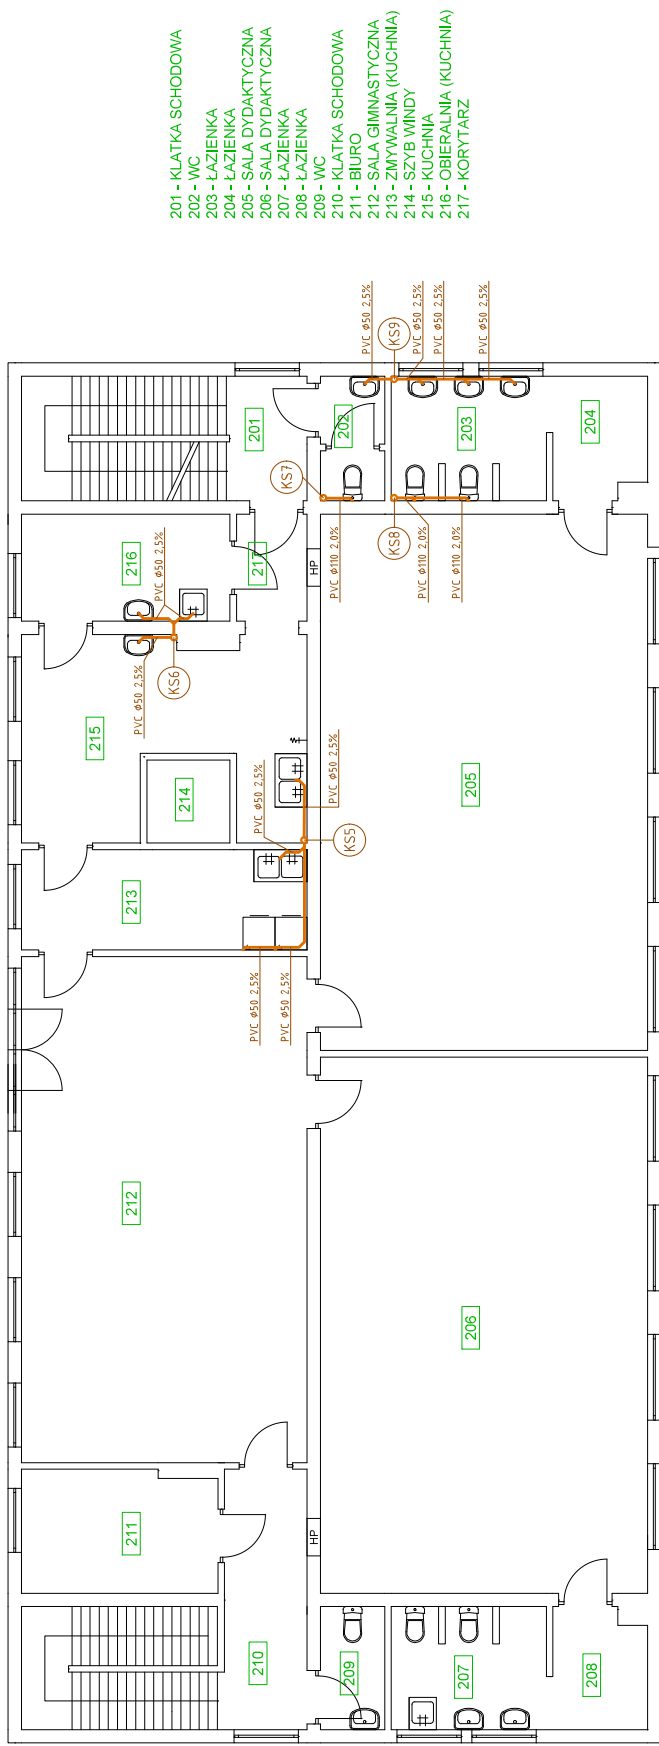 201 - KLATKA SCHODOWA
202 - WC
203 - ŁAZIENKA
204 - ŁAZIENKA
205 - SALA DYDAKTYCZNA
206 - SALA DYDAKTYCZNA
207 - ŁAZIENKA
208 - ŁAZIENKA
209 - WC
210 - KLATKA SCHODOWA
211 - BIURO
212 - SALA GIMNASTYCZNA
213 - ZMYWALNIA (KUCHNIA)
214 - SZYB WINDY
215 - KUCHNIA
216 - OBIERALNIA (KUCHNIA)
217 - KORYTARZ
PVC ϕ50 2,5%
KS9
PVC ϕ50 2,5%
PVC ϕ50 2,5%
PVC ϕ50 2,5%
201
202
203
204
KS7
KS8
PVC ϕ110 2,0%
PVC ϕ110 2,0%
PVC ϕ110 2,0%
216
PVC ϕ50 2,5%
217
HP
PVC ϕ50 2,5%
KS6
215
214
PVC ϕ50 2,5%
PVC ϕ50 2,5%
KS5
205
213
PVC ϕ50 2,5%
PVC ϕ50 2,5%
212
206
211
HP
210
209
207
208